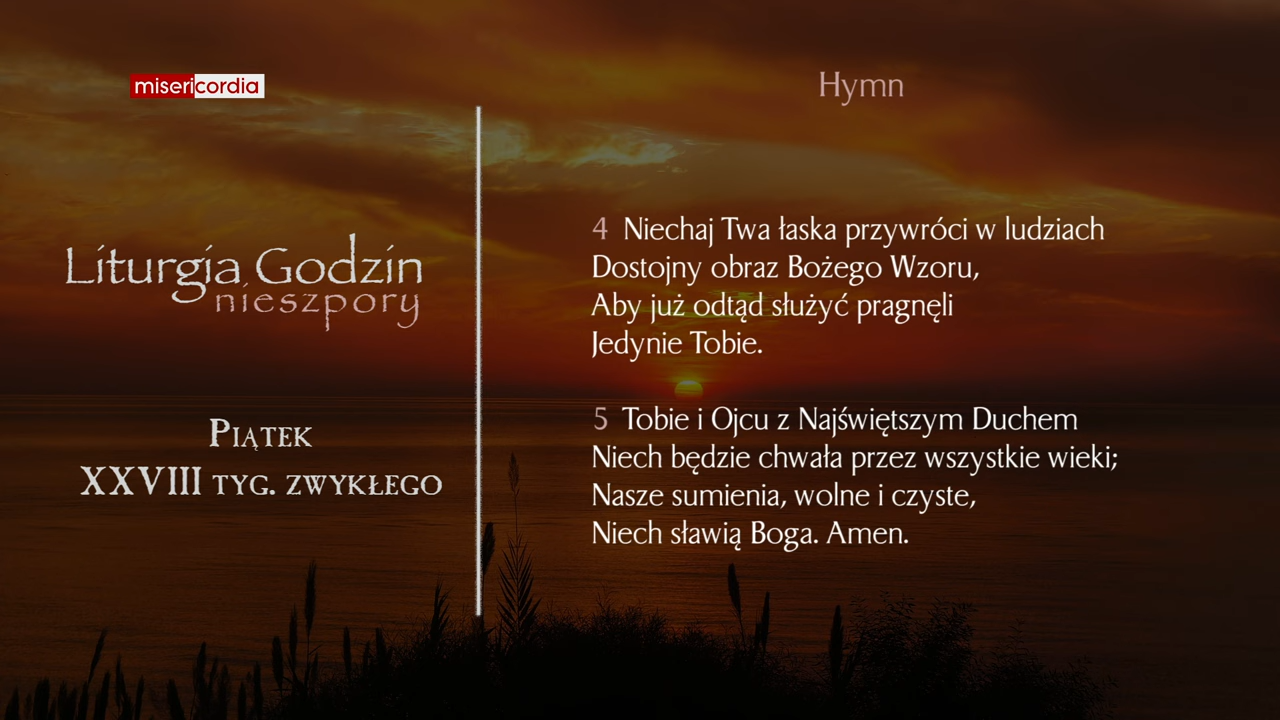 misericordia
Liturgia Godzin
nieszpory
Piątek
XXVIII tyg. zwykłego
Hymn
4 Niechaj Twa łaska przywróci w ludziach
Dostojny obraz Bożego Wzoru,
Aby już odtąd służyć pragnęli
Jedynie Tobie.
5 Tobie i Ojcu z Najświętszym Duchem
Niech będzie chwała przez wszystkie wieki;
Nasze sumienia, wolne i czyste,
Niech sławią Boga. Amen.